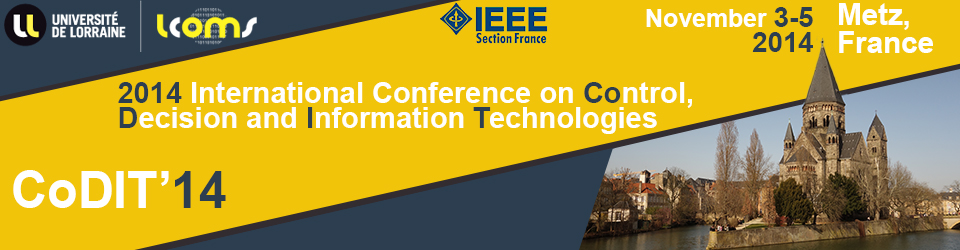 UNIVERSITÉ
DE LORRAINE
LCOMS
IEEE
Section France
November 3-5
2014
Metz,
France
2014 International Conference on Control,
Decision and Information Technologies
CoDIT'14